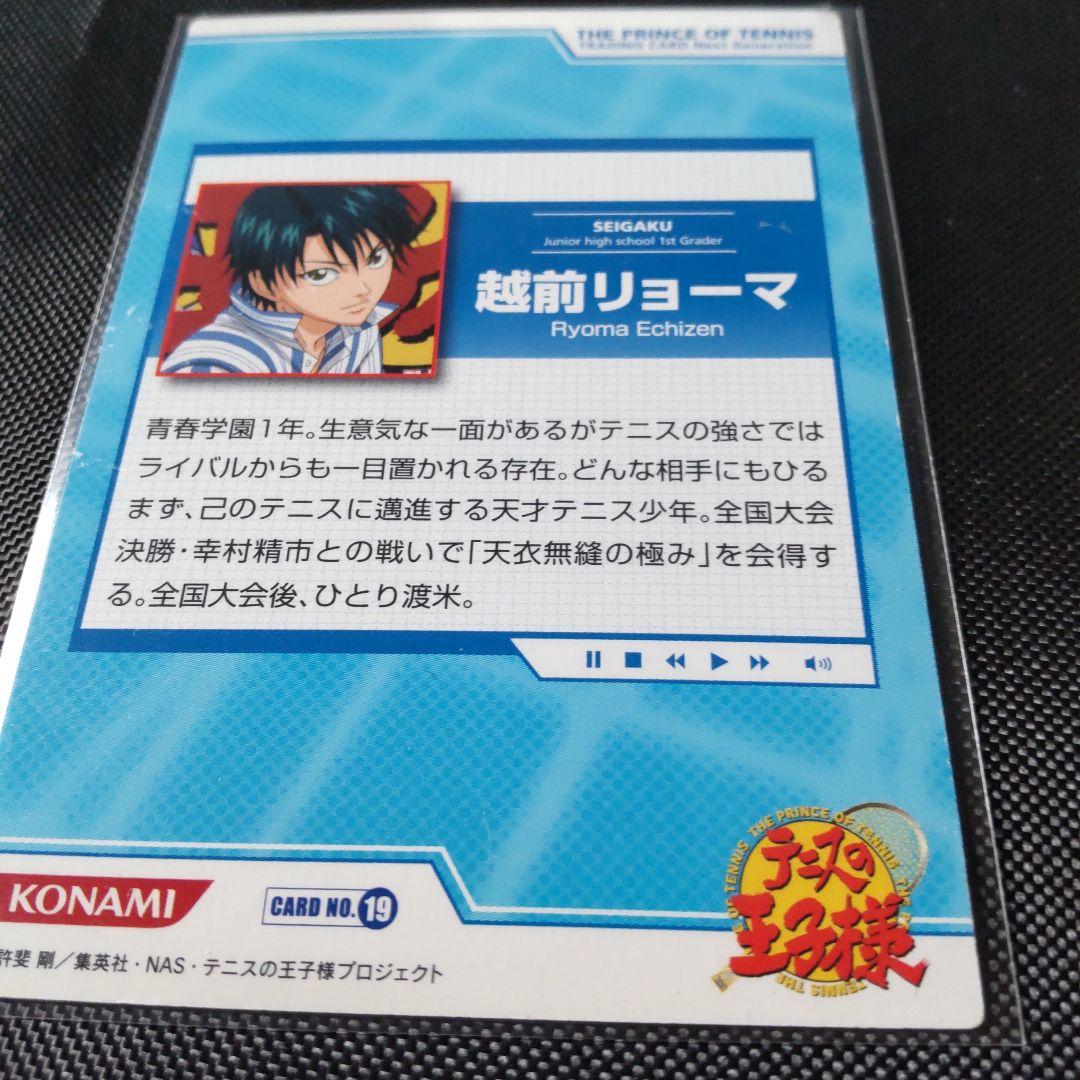 THE PRINCE OF TENNIS
TRADING CARD Next Generation
SEIGAKU
Junior high school 1st Grader
越前リョーマ
Ryoma Echizen
青春学園1年。生意気な一面があるがテニスの強さでは
ライバルからも一目置かれる存在。どんな相手にもひる
まず、己のテニスに邁進する天才テニス少年。全国大会
決勝・幸村精市との戦いで「天衣無縫の極み」を会得す
る。全国大会後、ひとり渡米。
KONAMI
CARD NO. 19
許斐 剛／集英社・NAS・テニスの王子様プロジェクト
THE PRINCE OF TENNIS
テニスの
王子様